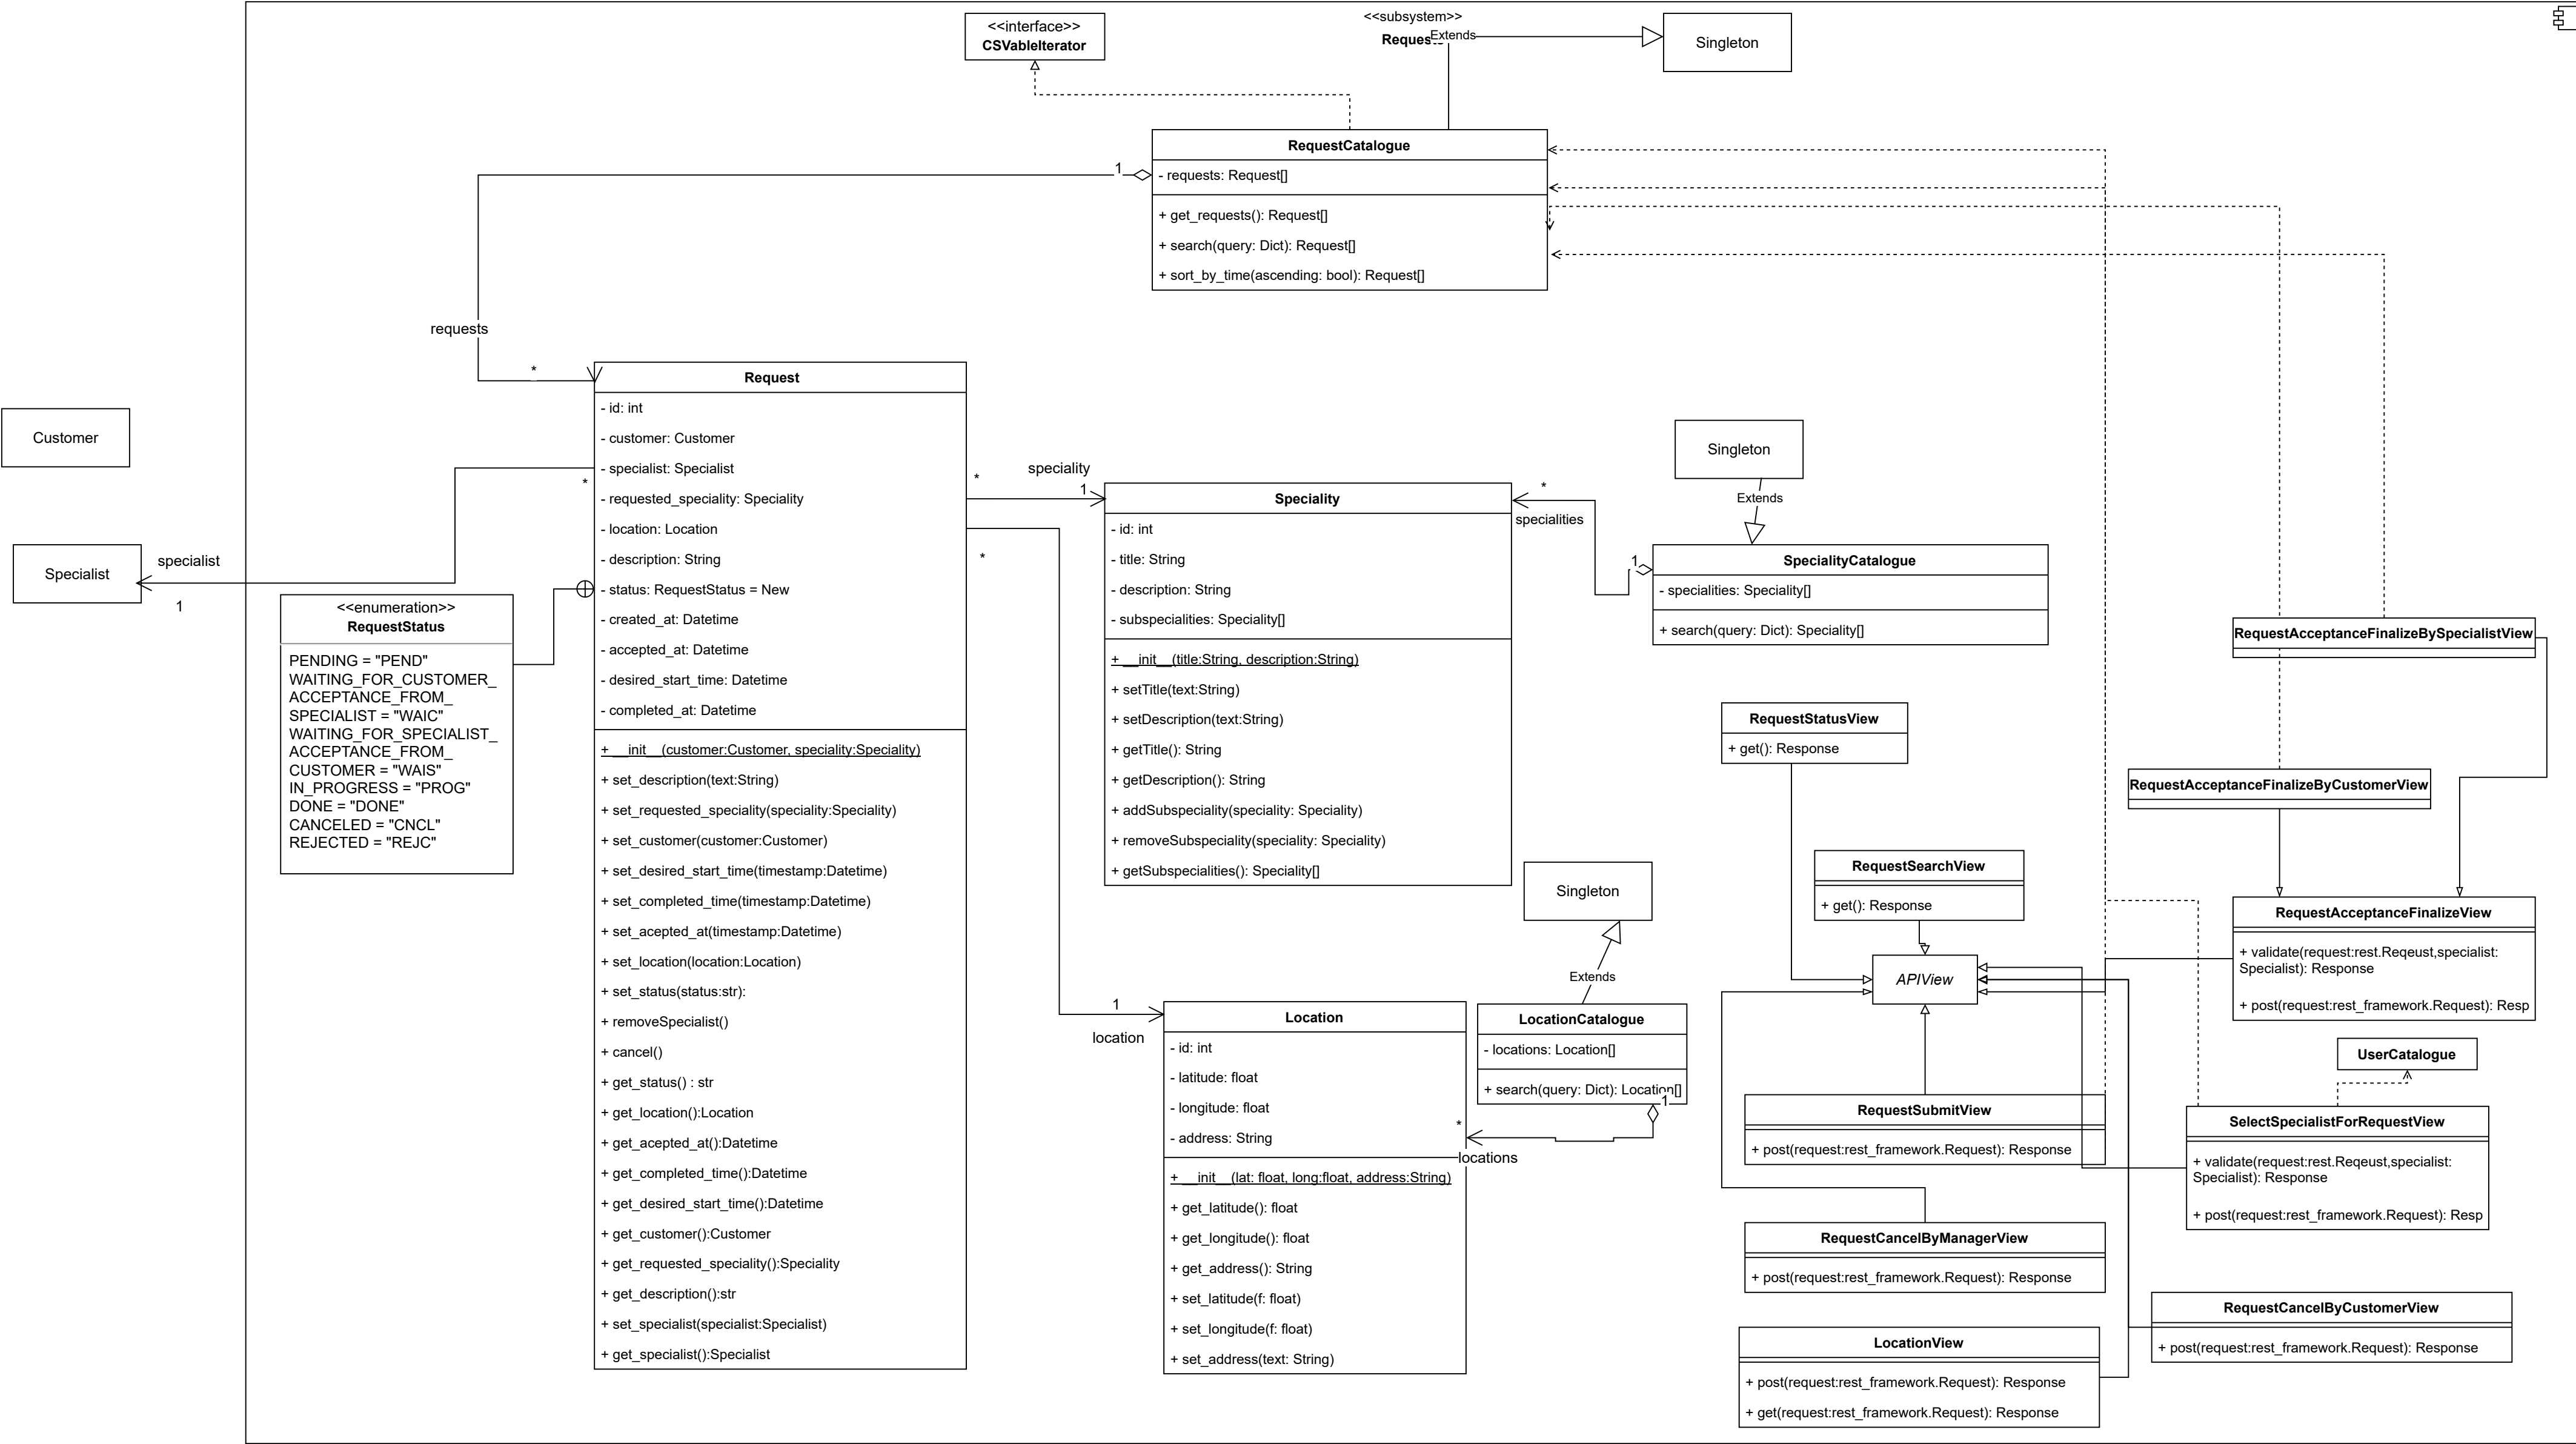 <<interface>>
CSVableIterator
<<subsystem>>
Requests
Extends
Singleton
RequestCatalogue
- requests: Request[]
+ get_requests(): Request[]
+ search(query: Dict): Request[]
+ sort_by_time(ascending: bool): Request[]
1
requests
*
Customer
Specialist
specialist
1
*
<<enumeration>>
RequestStatus
PENDING = "PEND"
WAITING_FOR_CUSTOMER_
ACCEPTANCE_FROM_
SPECIALIST = "WAIC"
WAITING_FOR_SPECIALIST_
ACCEPTANCE_FROM_
CUSTOMER = "WAIS"
IN_PROGRESS = "PROG"
DONE = "DONE"
CANCELED = "CNCL"
REJECTED = "REJC"
Request
- id: int
- customer: Customer
- specialist: Specialist
- requested_speciality: Speciality
- location: Location
- description: String
- status: RequestStatus = New
- created_at: Datetime
- accepted_at: Datetime
- desired_start_time: Datetime
- completed_at: Datetime
+ __init__(customer:Customer, speciality:Speciality)
+ set_description(text:String)
+ set_requested_speciality(speciality:Speciality)
+ set_customer(customer:Customer)
+ set_desired_start_time(timestamp:Datetime)
+ set_completed_time(timestamp:Datetime)
+ set_acepted_at(timestamp:Datetime)
+ set_location(location:Location)
+ set_status(status:str):
+ removeSpecialist()
+ cancel()
+ get_status() : str
+ get_location():Location
+ get_acepted_at():Datetime
+ get_completed_time():Datetime
+ get_desired_start_time():Datetime
+ get_customer():Customer
+ get_requested_speciality():Speciality
+ get_description():str
+ set_specialist(specialist:Specialist)
+ get_specialist():Specialist
*
speciality
1
*
1
location
Speciality
- id: int
- title: String
- description: String
- subspecialities: Speciality[]
+ __init__(title:String, description:String)
+ setTitle(text:String)
+ setDescription(text:String)
+ getTitle(): String
+ getDescription(): String
+ addSubspeciality(speciality: Speciality)
+ removeSubspeciality(speciality: Speciality)
+ getSubspecialities(): Speciality[]
*
specialities
1
Singleton
Extends
SpecialityCatalogue
- specialities: Speciality[]
+ search(query: Dict): Speciality[]
Location
- id: int
- latitude: float
- longitude: float
- address: String
+ __init__(lat: float, long:float, address:String)
+ get_latitude(): float
+ get_longitude(): float
+ get_address(): String
+ set_latitude(f: float)
+ set_longitude(f: float)
+ set_address(text: String)
Singleton
Extends
LocationCatalogue
- locations: Location[]
+ search(query: Dict): Location[]
1
*
locations
RequestStatusView
+ get(): Response
RequestSearchView
+ get(): Response
APIView
RequestSubmitView
+ post(request:rest_framework.Request): Response
RequestCancelByManagerView
+ post(request:rest_framework.Request): Response
LocationView
+ post(request:rest_framework.Request): Response
+ get(request:rest_framework.Request): Response
RequestAcceptanceFinalizeBySpecialistView
RequestAcceptanceFinalizeByCustomerView
RequestAcceptanceFinalizeView
+ validate(request:rest.Reqeust,specialist:
Specialist): Response
+ post(request:rest_framework.Request): Resp
UserCatalogue
SelectSpecialistForRequestView
+ validate(request:rest.Reqeust,specialist:
Specialist): Response
+ post(request:rest_framework.Request): Resp
RequestCancelByCustomerView
+ post(request:rest_framework.Request): Response